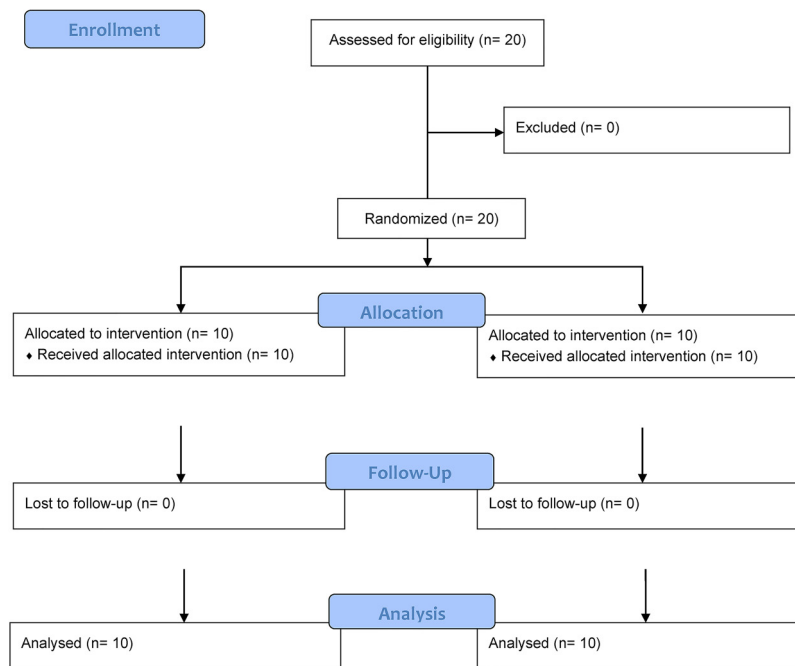 Enrollment
Assessed for eligibility (n= 20)
Excluded (n= 0)
Randomized (n= 20)
Allocation
Allocated to intervention (n= 10)
♦ Received allocated intervention (n= 10)
Allocated to intervention (n= 10)
♦ Received allocated intervention (n= 10)
Follow-Up
Lost to follow-up (n= 0)
Lost to follow-up (n= 0)
Analysis
Analysed (n= 10)
Analysed (n= 10)